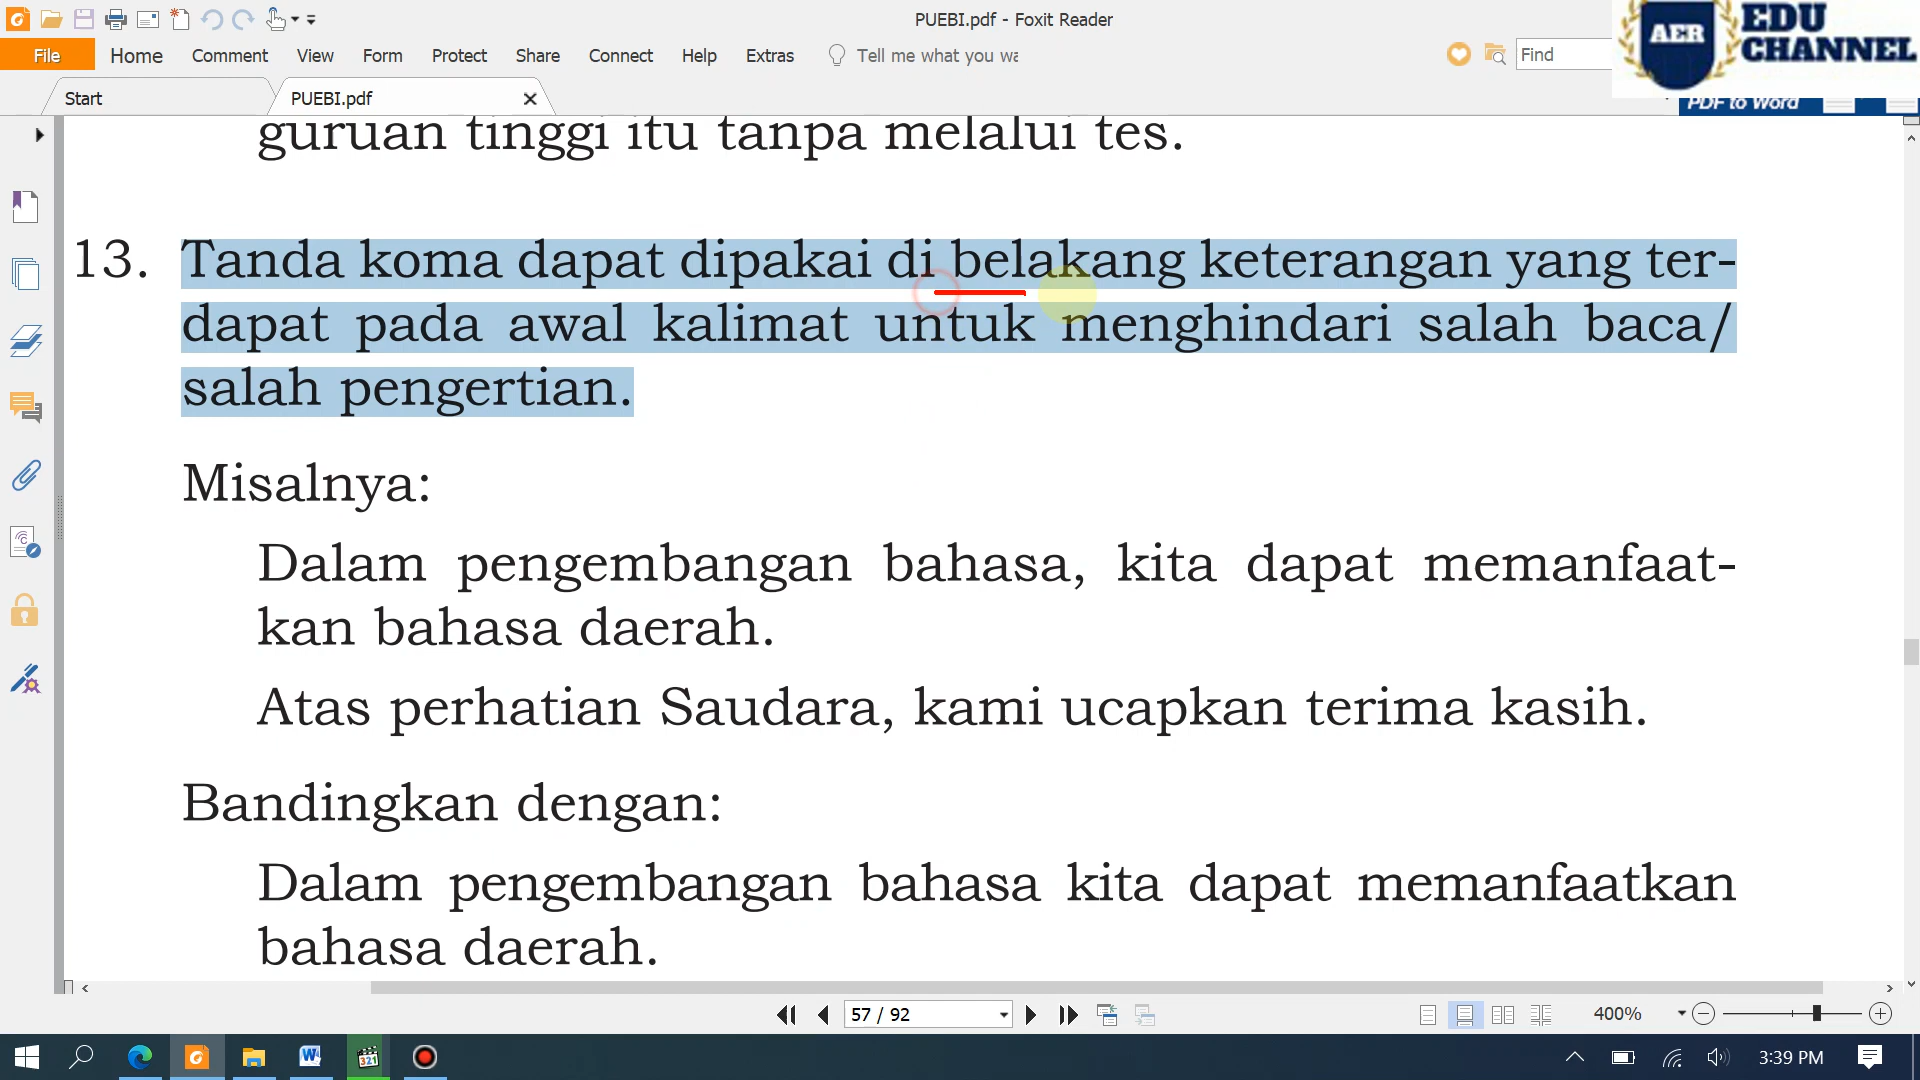 PUEBI.pdf - Foxit Reader
AER EDU CHANNEL
File Home Comment View Form Protect Share Connect Help Extras Tell me what you wa Find
Start PUEBI.pdf
PDF to Word
guruan tinggi itu tanpa melalui tes.
13. Tanda koma dapat dipakai di belakang keterangan yang ter-
dapat pada awal kalimat untuk menghindari salah baca/
salah pengertian.
Misalnya:
Dalam pengembangan bahasa, kita dapat memanfaat-
kan bahasa daerah.
Atas perhatian Saudara, kami ucapkan terima kasih.
Bandingkan dengan:
Dalam pengembangan bahasa kita dapat memanfaatkan
bahasa daerah.
57 / 92
400%
321
3:39 PM